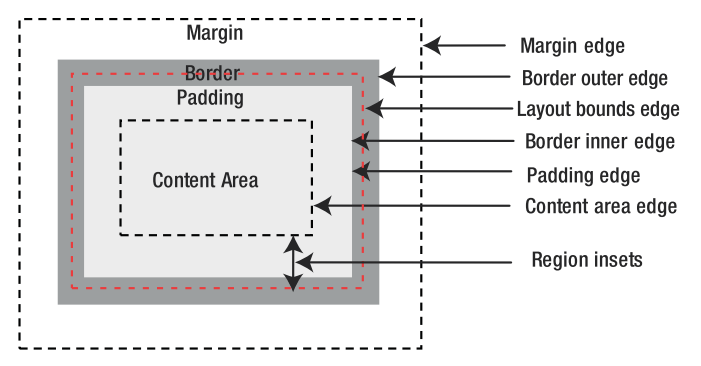 Margin
Border
Padding
Content Area
Margin edge
Border outer edge
Layout bounds edge
Border inner edge
Padding edge
Content area edge
Region insets